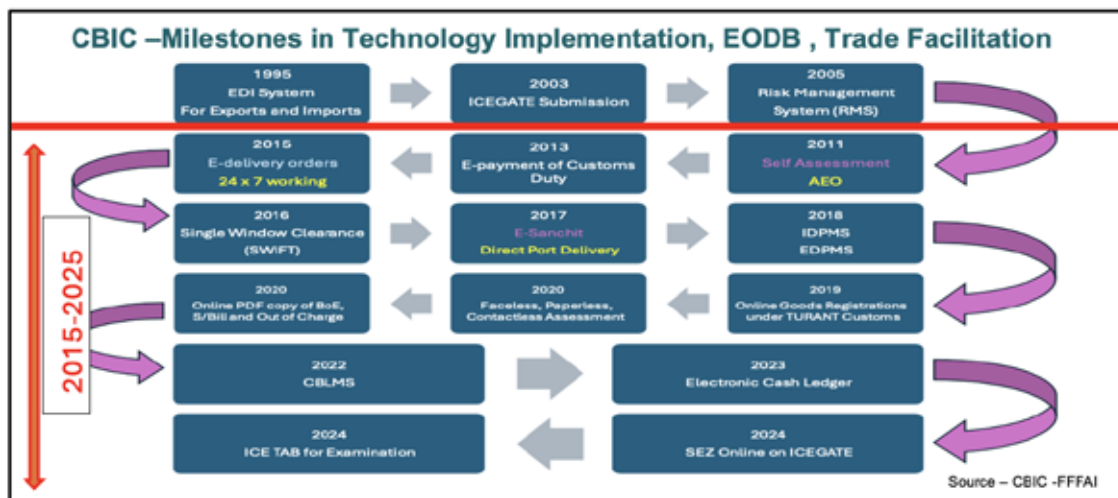 CBIC –Milestones in Technology Implementation, EODB , Trade Facilitation
1995
EDI System
For Exports and Imports
2003
ICEGATE Submission
2005
Risk Management
System (RMS)
2011
Self Assessment
AEO
2013
E-payment of Customs
Duty
2015
E-delivery orders
24 x 7 working
2016
Single Window Clearance
(SWIFT)
2017
E-Sanchit
Direct Port Delivery
2018
IDPMS
EDPMS
2019
Online Goods Registrations
under TURANT Customs
2020
Faceless, Paperless,
Contactless Assessment
2020
Online PDF copy of BoE,
S/Bill and Out of Charge
2022
CBLMS
2023
Electronic Cash Ledger
2024
SEZ Online on ICEGATE
2024
ICE TAB for Examination
2015-2025
Source – CBIC -FFFAI